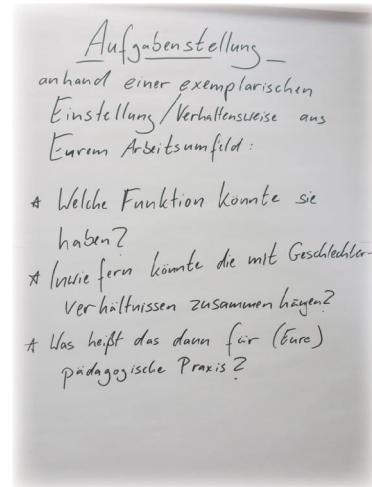 Aufgabenstellung
anhand einer exemplarischen
Einstellung/Verhaltensweise aus
Eurem Arbeitsumfeld:
* Welche Funktion könnte sie
haben?
* Inwiefern könnte die mit Geschlechter-
verhältnissen zusammen hängen?
* Was heißt das dann für (Eure)
pädagogische Praxis?